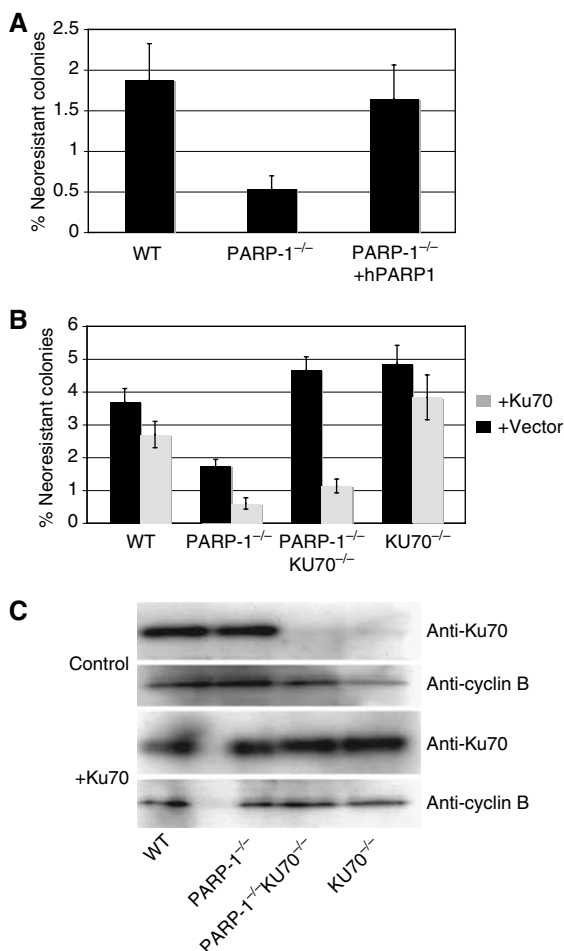 A
% Neoresistant colonies
2.5
2
1.5
1
0.5
0
WT
PARP-1–/–
PARP-1–/–
+hPARP1
B
% Neoresistant colonies
6
5
4
3
2
1
0
WT
PARP-1–/–
PARP-1–/–
KU70–/–
KU70–/–
+Ku70
+Vector
C
Control
Anti-Ku70
Anti-cyclin B
+Ku70
Anti-Ku70
Anti-cyclin B
WT
PARP-1–/–
PARP-1–/–KU70–/–
KU70–/–